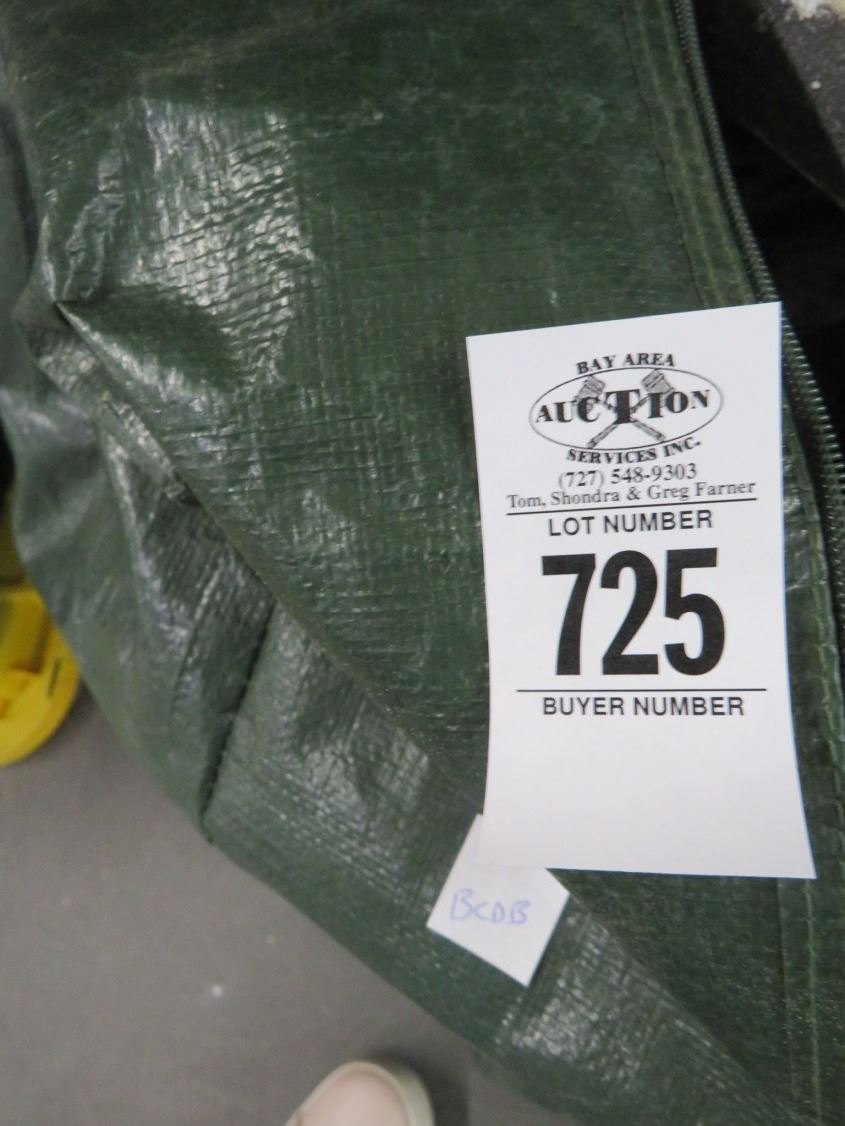 BAY AREA
AUCTION
SERVICES INC.
(727) 548-9303
Tom, Shondra & Greg Farner
LOT NUMBER
725
BUYER NUMBER
BCDB